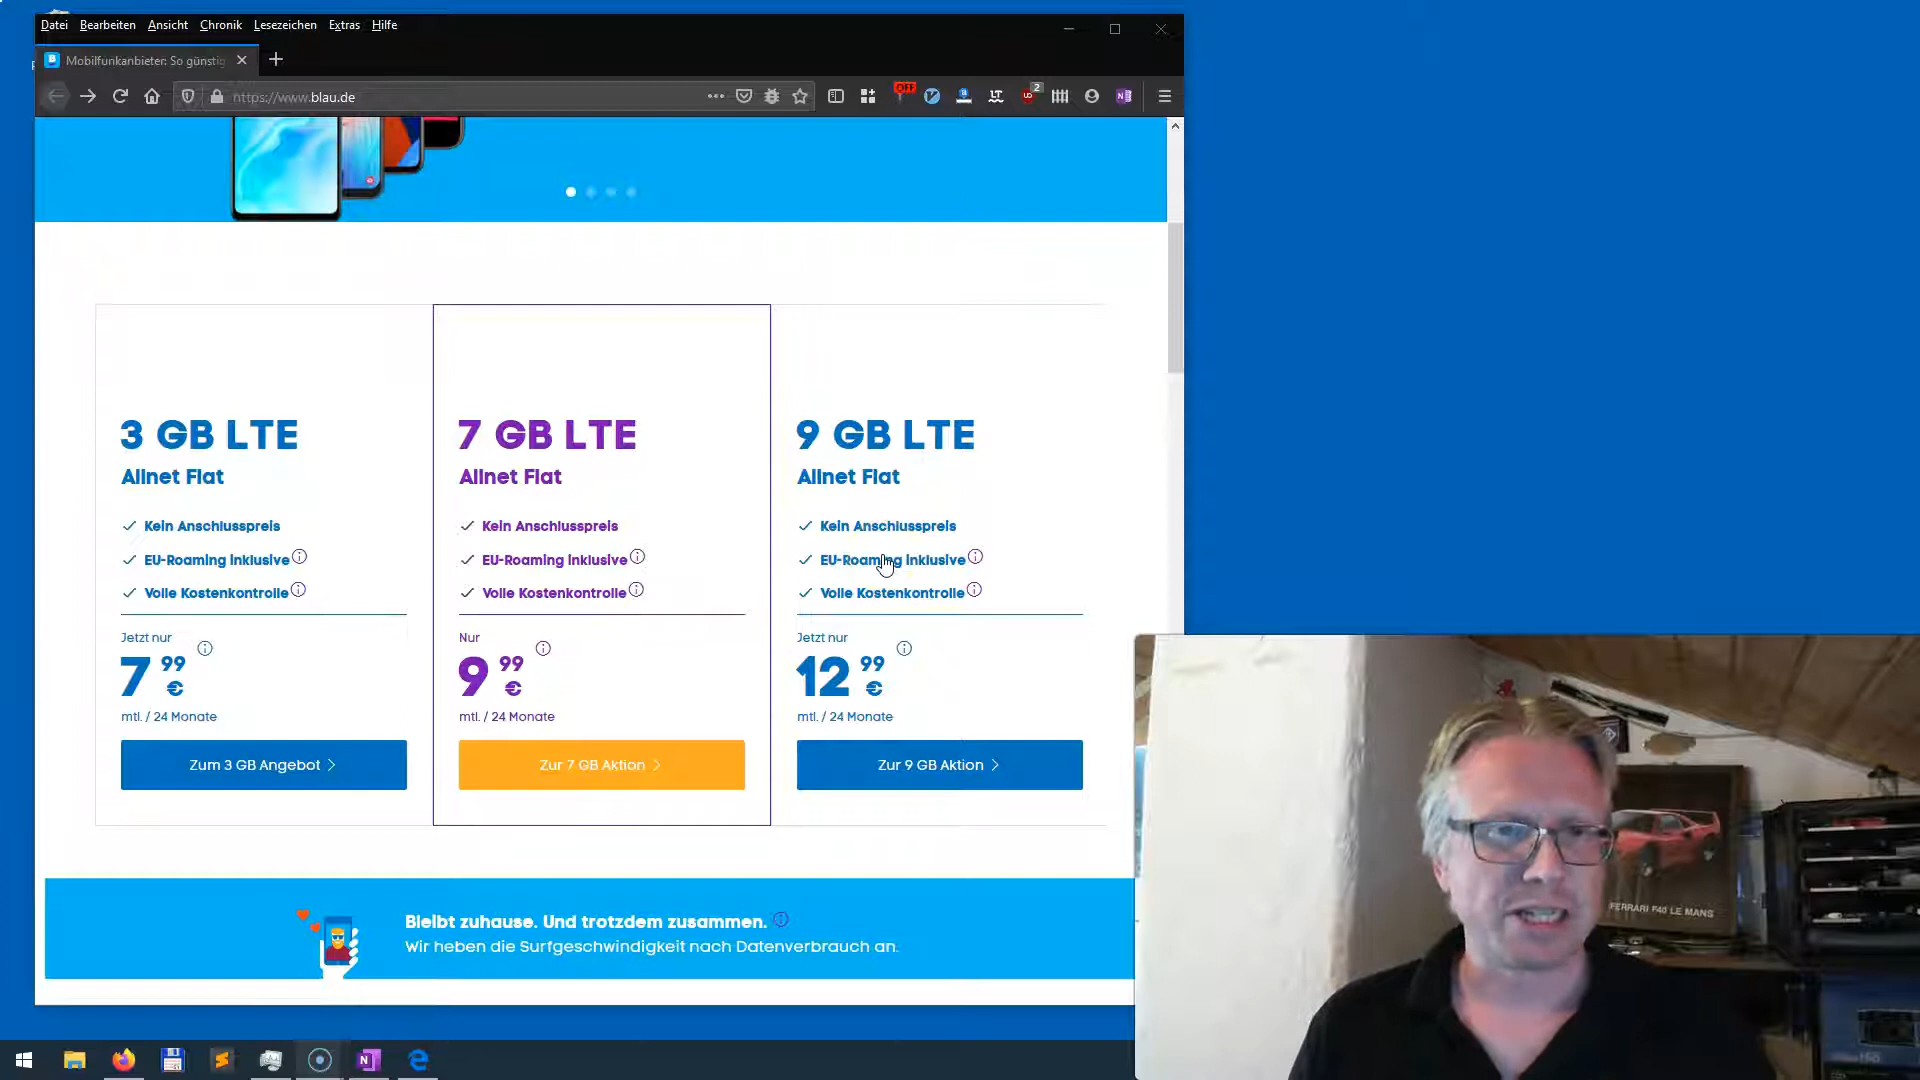 Datei Bearbeiten Ansicht Chronik Lesezeichen Extras Hilfe
Mobilfunkanbieter: So günstig
https://www.blau.de
OFF
2
3 GB LTE
Allnet Flat
Kein Anschlusspreis
EU-Roaming inklusive
Volle Kostenkontrolle
Jetzt nur
7 99 €
mtl. / 24 Monate
Zum 3 GB Angebot
7 GB LTE
Allnet Flat
Kein Anschlusspreis
EU-Roaming inklusive
Volle Kostenkontrolle
Nur
9 99 €
mtl. / 24 Monate
Zur 7 GB Aktion
9 GB LTE
Allnet Flat
Kein Anschlusspreis
EU-Roaming inklusive
Volle Kostenkontrolle
Jetzt nur
12 99 €
mtl. / 24 Monate
Zur 9 GB Aktion
Bleibt zuhause. Und trotzdem zusammen.
Wir heben die Surfgeschwindigkeit nach Datenverbrauch an.
FERRARI F40 LE MANS